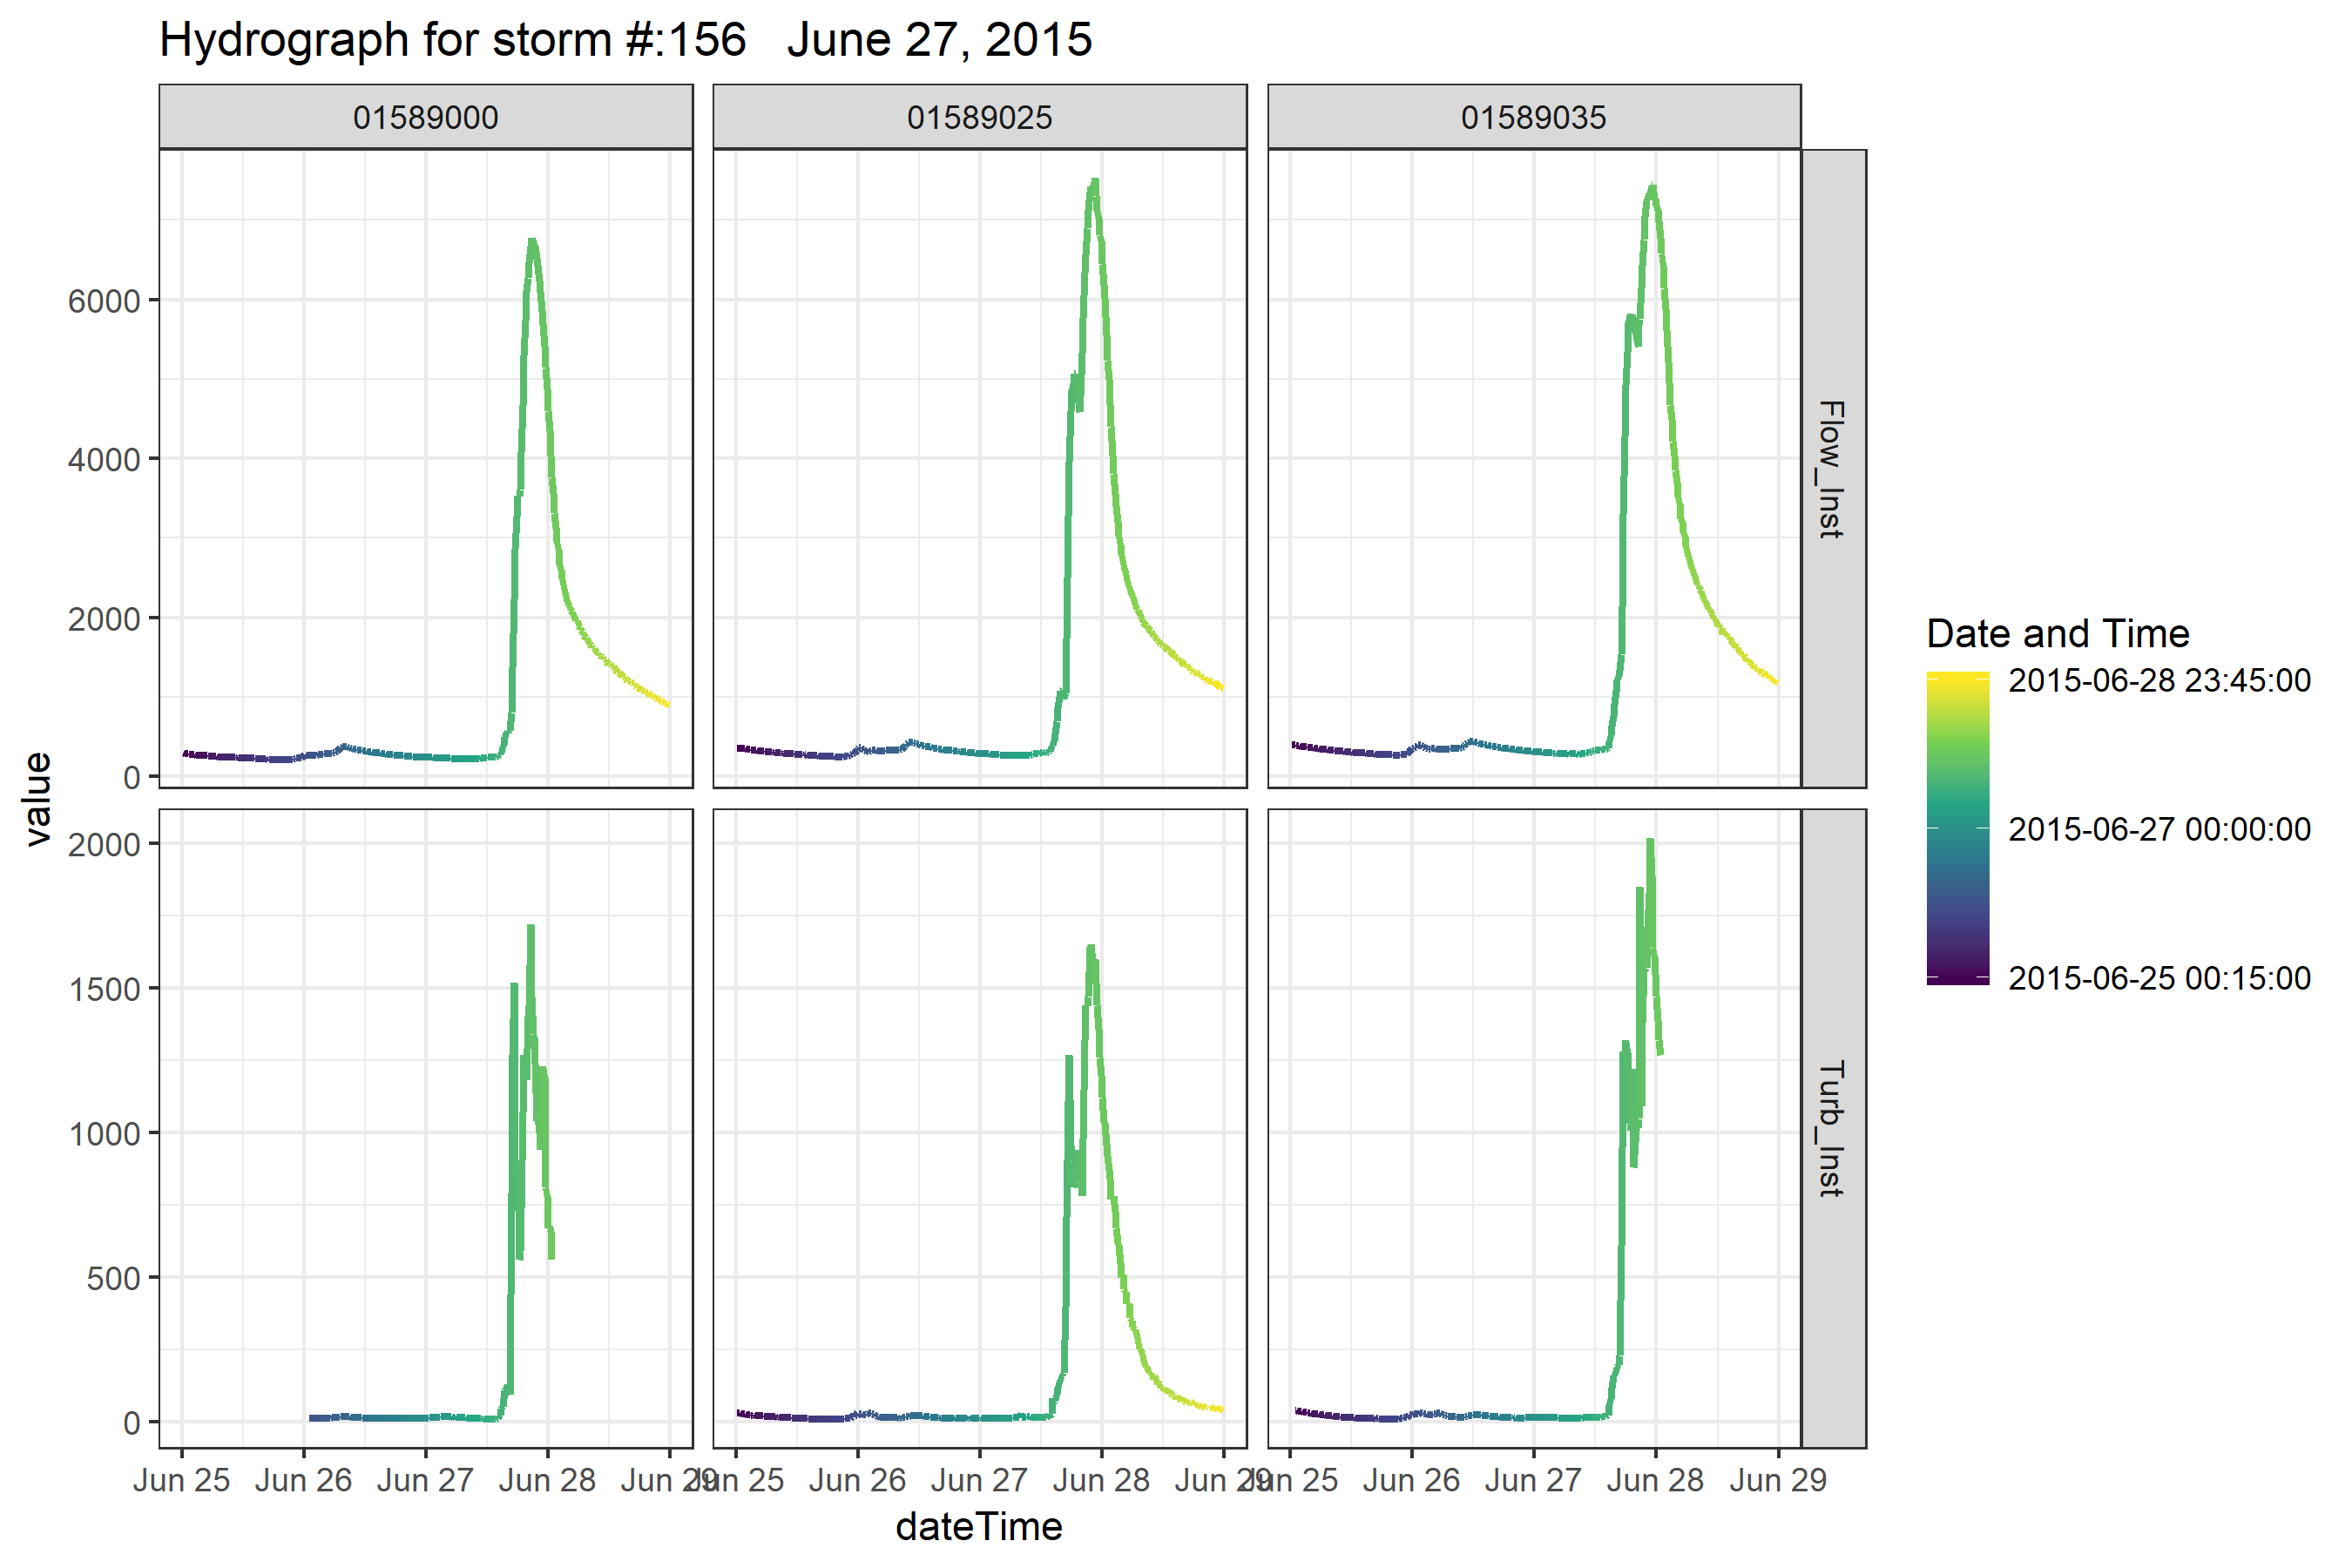 Hydrograph for storm #:156   June 27, 2015
01589000
01589025
01589035
6000
4000
2000
0
Flow_Inst
2000
1500
1000
500
0
Turb_Inst
value
Jun 25 Jun 26 Jun 27 Jun 28 Jun 29
Jun 25 Jun 26 Jun 27 Jun 28 Jun 29
Jun 25 Jun 26 Jun 27 Jun 28 Jun 29
dateTime
Date and Time
2015-06-28 23:45:00
2015-06-27 00:00:00
2015-06-25 00:15:00